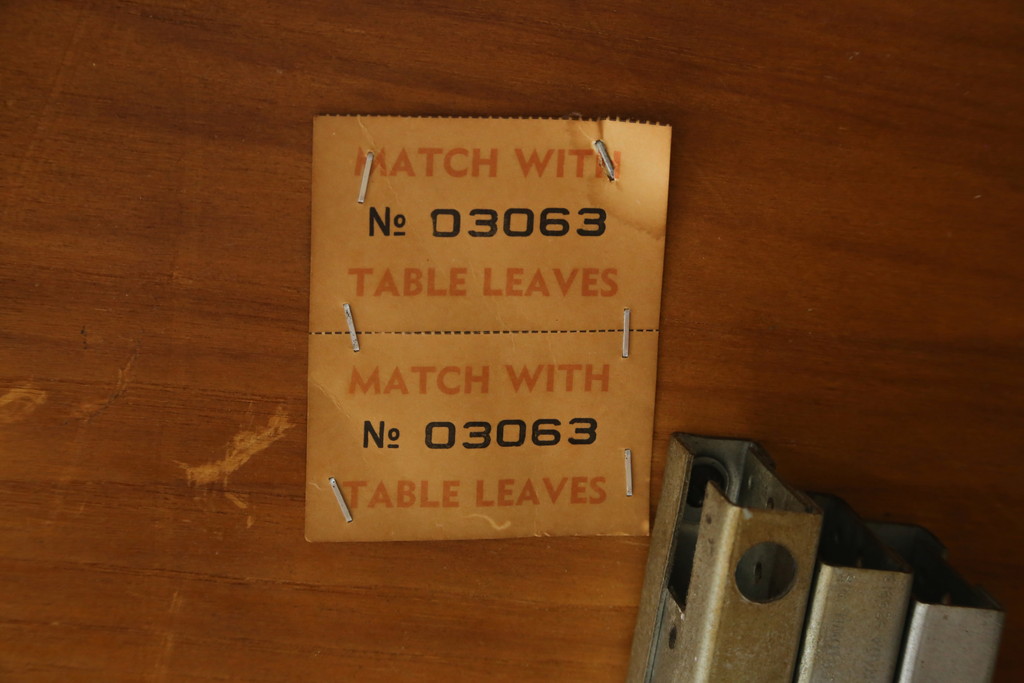 MATCH WITH
№ 03063
TABLE LEAVES
MATCH WITH
№ 03063
TABLE LEAVES